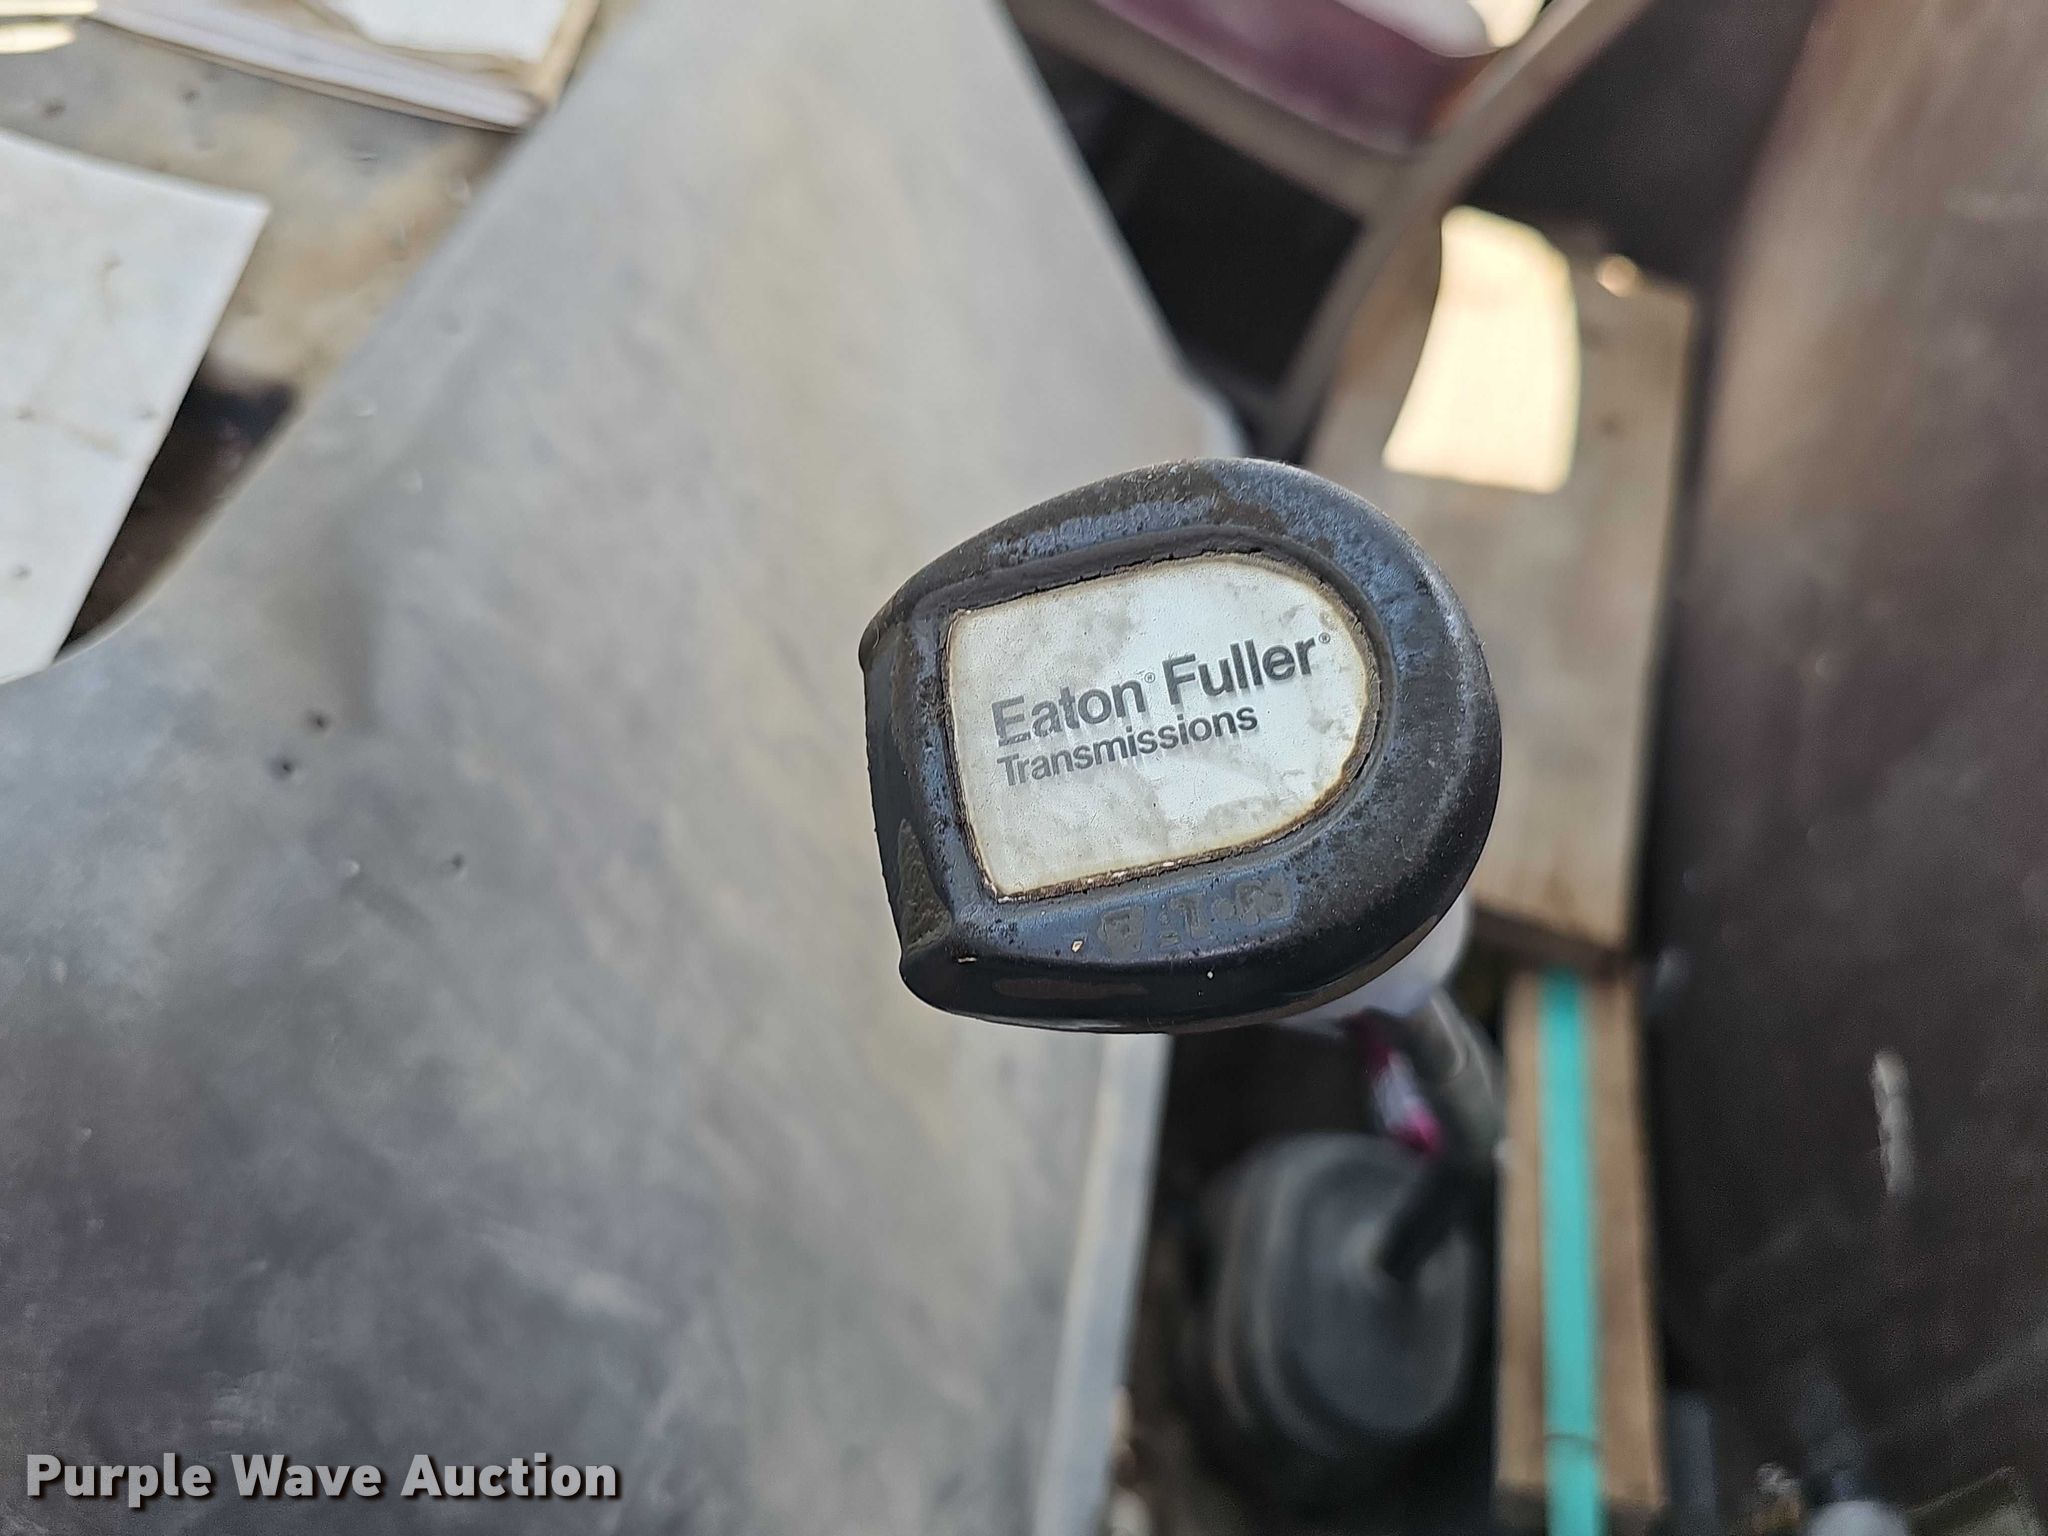 Eaton® Fuller®
Transmissions
Purple Wave Auction